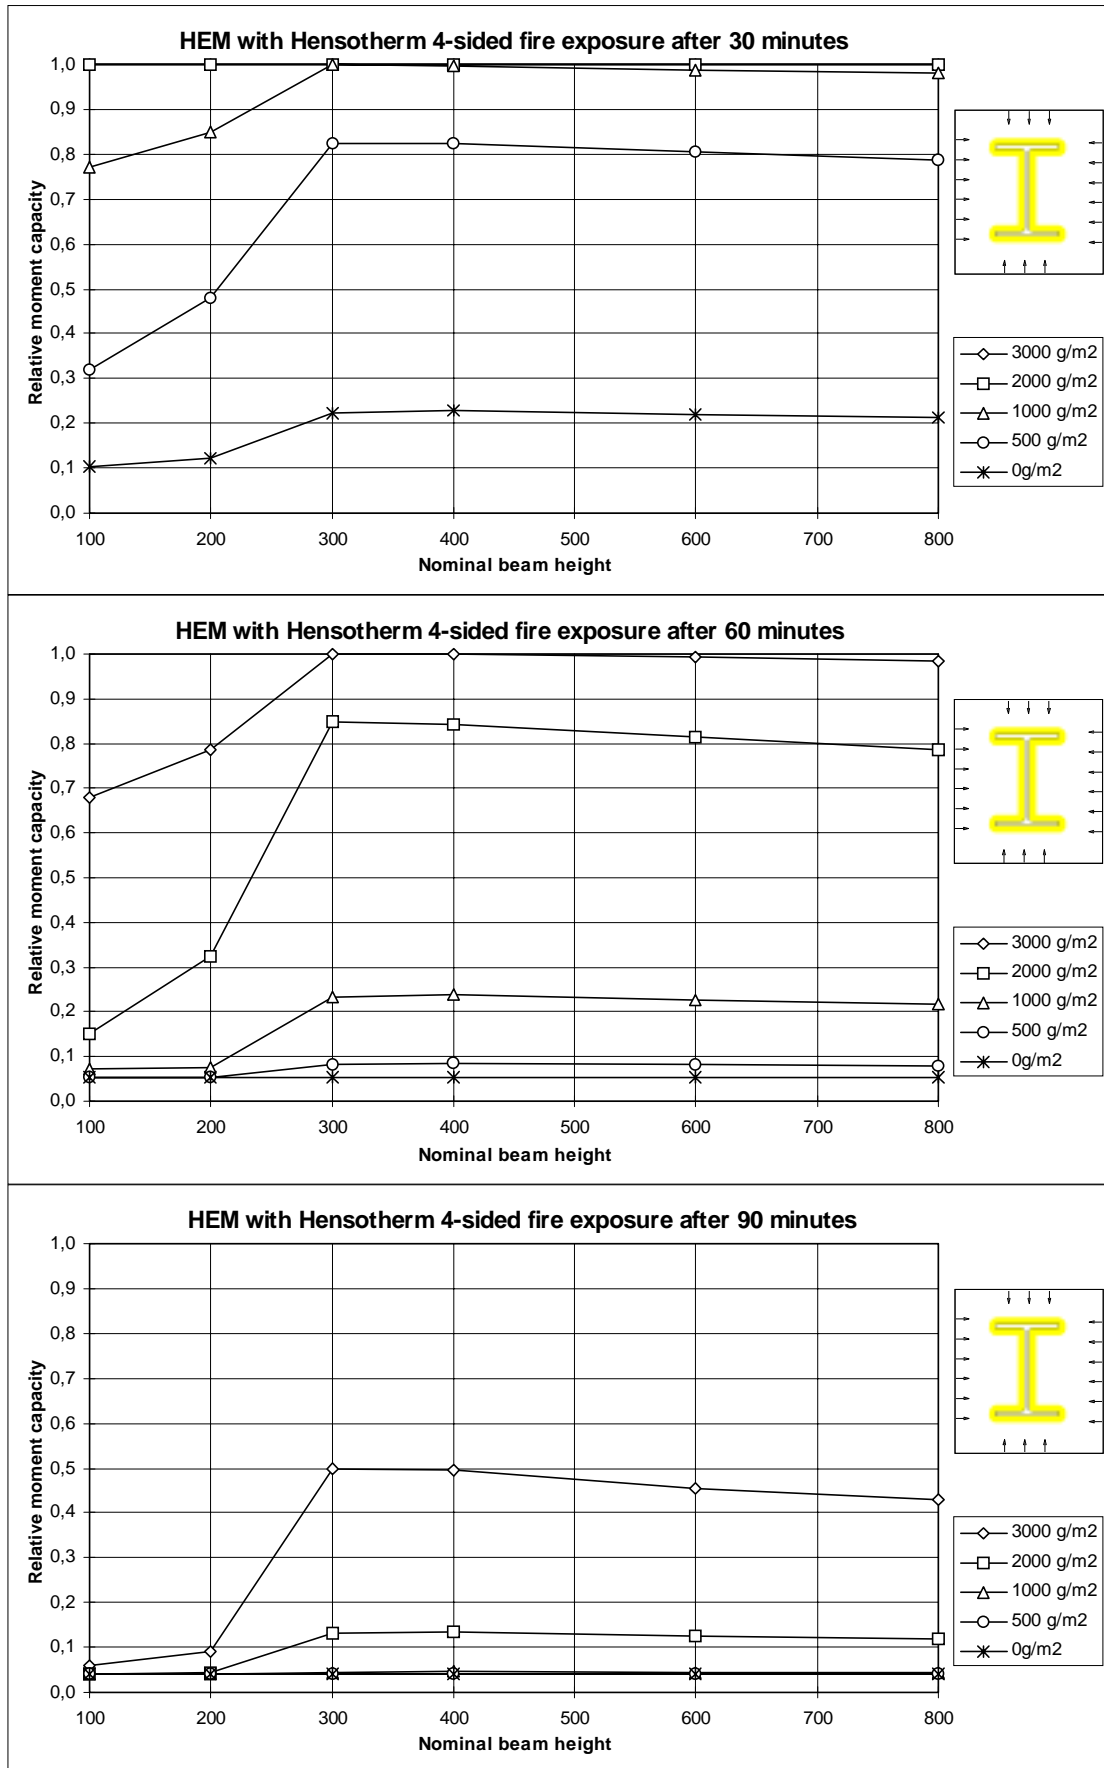 HEM with Hensotherm 4-sided fire exposure after 30 minutes
1,0
0,9
0,8
0,7
0,6
0,5
0,4
0,3
0,2
0,1
0,0
Relative moment capacity
100 200 300 400 500 600 700 800
Nominal beam height
3000 g/m2
2000 g/m2
1000 g/m2
500 g/m2
0g/m2
HEM with Hensotherm 4-sided fire exposure after 60 minutes
1,0
0,9
0,8
0,7
0,6
0,5
0,4
0,3
0,2
0,1
0,0
Relative moment capacity
100 200 300 400 500 600 700 800
Nominal beam height
3000 g/m2
2000 g/m2
1000 g/m2
500 g/m2
0g/m2
HEM with Hensotherm 4-sided fire exposure after 90 minutes
1,0
0,9
0,8
0,7
0,6
0,5
0,4
0,3
0,2
0,1
0,0
Relative moment capacity
100 200 300 400 500 600 700 800
Nominal beam height
3000 g/m2
2000 g/m2
1000 g/m2
500 g/m2
0g/m2